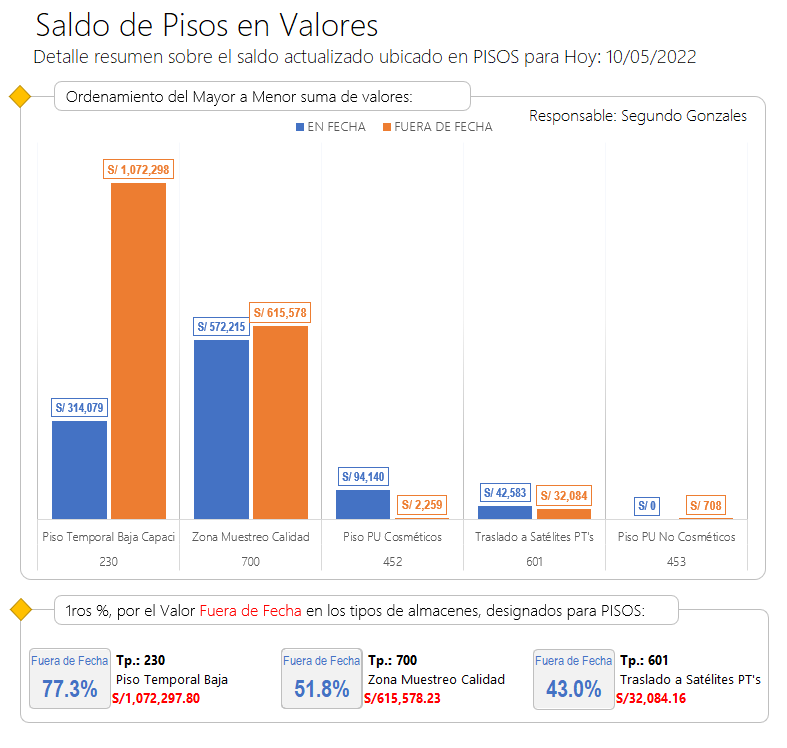 Saldo de Pisos en Valores
Detalle resumen sobre el saldo actualizado ubicado en PISOS para Hoy: 10/05/2022
Ordenamiento del Mayor a Menor suma de valores:
Responsable: Segundo Gonzales
EN FECHA FUERA DE FECHA
S/ 1,072,298
S/ 615,578
S/ 572,215
S/ 314,079
S/ 94,140
S/ 2,259
S/ 42,583
S/ 32,084
S/ 0
S/ 708
Piso Temporal Baja Capaci Zona Muestreo Calidad Piso PU Cosméticos Traslado a Satélites PT's Piso PU No Cosméticos
230 700 452 601 453
1ros %, por el Valor Fuera de Fecha en los tipos de almacenes, designados para PISOS:
Fuera de Fecha
77.3%
Tp.: 230
Piso Temporal Baja
S/1,072,297.80
Fuera de Fecha
51.8%
Tp.: 700
Zona Muestreo Calidad
S/615,578.23
Fuera de Fecha
43.0%
Tp.: 601
Traslado a Satélites PT's
S/32,084.16